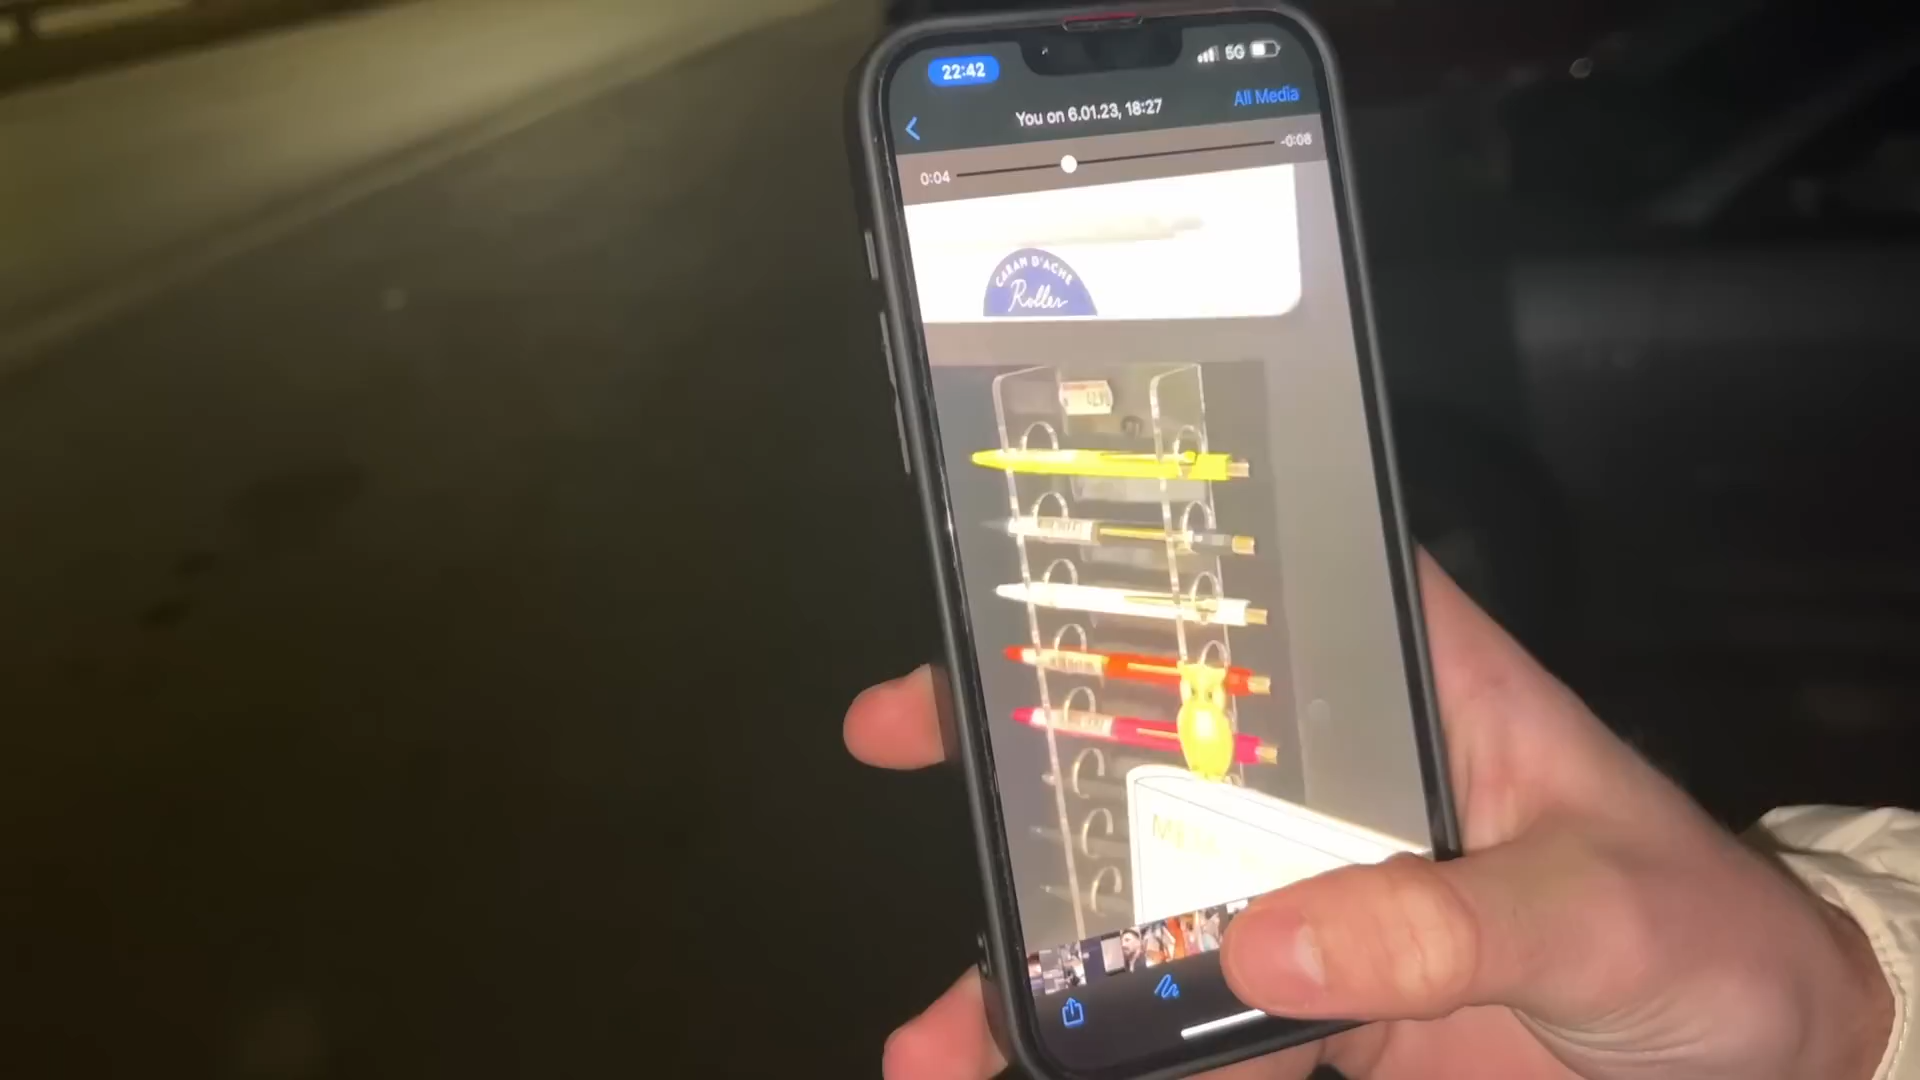 22:42
5G
You on 6.01.23, 18:27
All Media
0:04
-0:08
CARAN D'ACHE
Roller